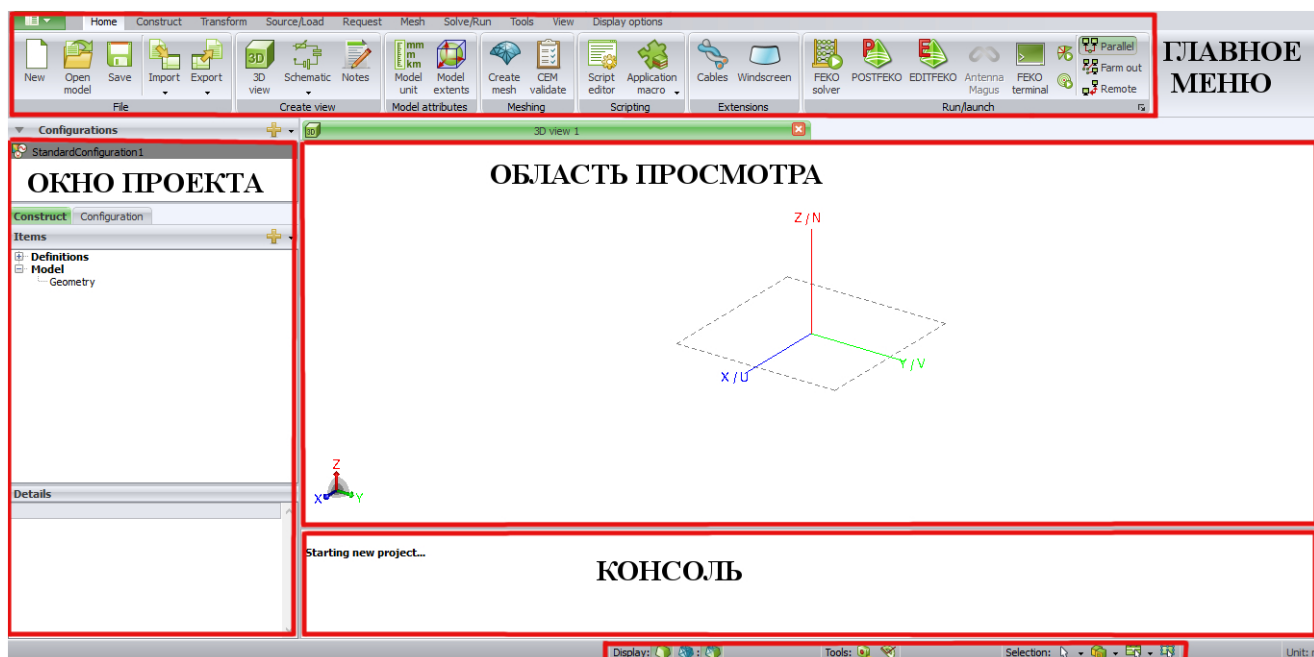 Home Construct Transform Source/Load Request Mesh Solve/Run Tools View Display options
New Open model Save Import Export
File
3D view Schematic Notes
Create view
mm m km
Model unit Model extents
Model attributes
Create mesh CEM validate
Meshing
Script editor Application macro
Scripting
Cables Windscreen
Extensions
FEKO solver POSTFEKO EDITFEKO Antenna Magus FEKO terminal
Parallel
Farm out
Remote
Run/launch
ГЛАВНОЕ
МЕНЮ
Configurations
3D view 1
StandardConfiguration1
ОКНО ПРОЕКТА
ОБЛАСТЬ ПРОСМОТРА
Construct Configuration
Items
Definitions
Model
Geometry
Z / N
Y / V
X / U
Z
X
Y
Details
Starting new project...
КОНСОЛЬ
Display: Tools: Selection: Unit: